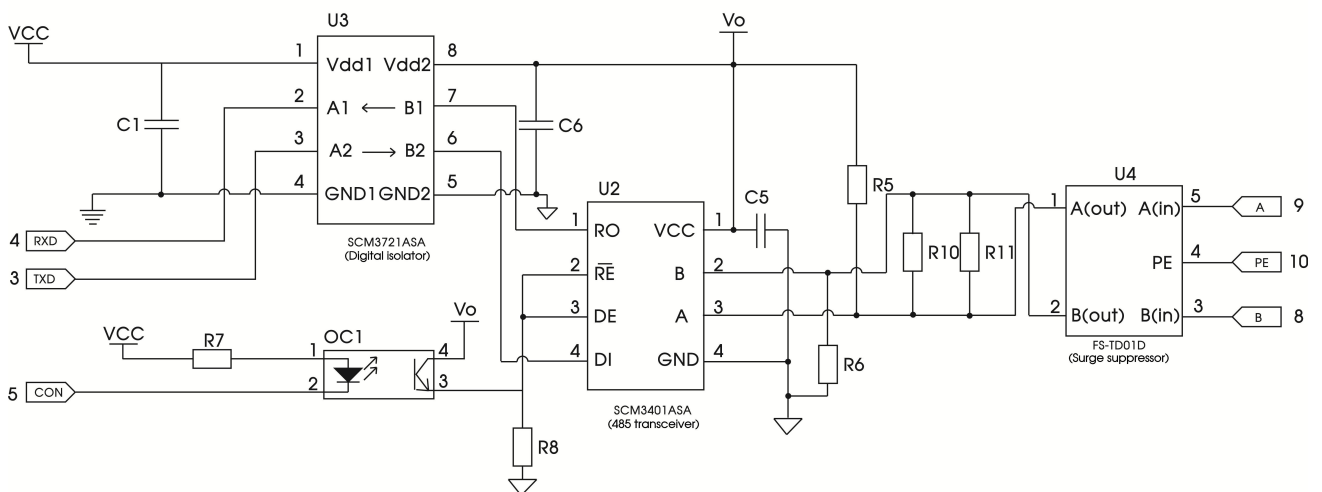 VCC
U3
Vo
1
Vdd1 Vdd2
8
2
A1
B1
7
C1
3
A2
B2
6
C6
4
GND1 GND2
5
SCM3721ASA
(Digital isolator)
4 RXD
3 TXD
U2
1
RO
VCC
1
C5
2
RE
B
2
3
DE
A
3
4
DI
GND
4
SCM3401ASA
(485 transceiver)
R5
R10
R11
R6
U4
1
A(out) A(in)
5
A 9
PE
4
PE 10
2
B(out) B(in)
3
B 8
FS-TD01D
(Surge suppressor)
VCC
R7
OC1
Vo
1
4
2
3
5 CON
R8